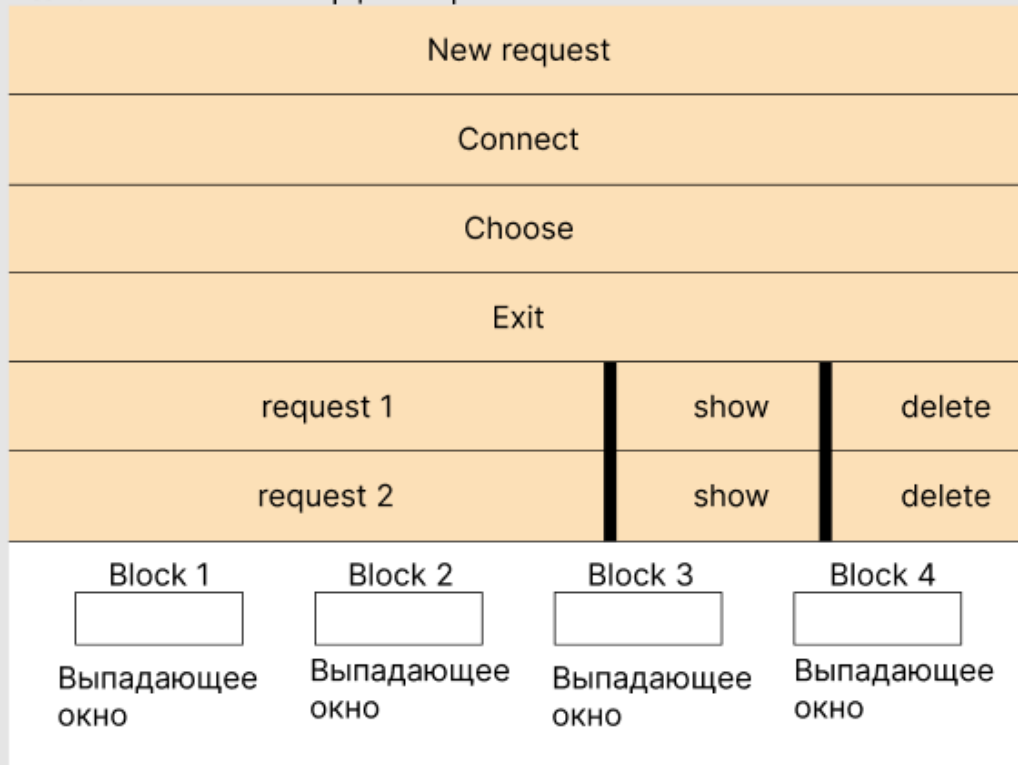 New request
Connect
Choose
Exit
request 1 show delete
request 2 show delete
Block 1 Block 2 Block 3 Block 4
Выпадающее окно
Выпадающее окно
Выпадающее окно
Выпадающее окно